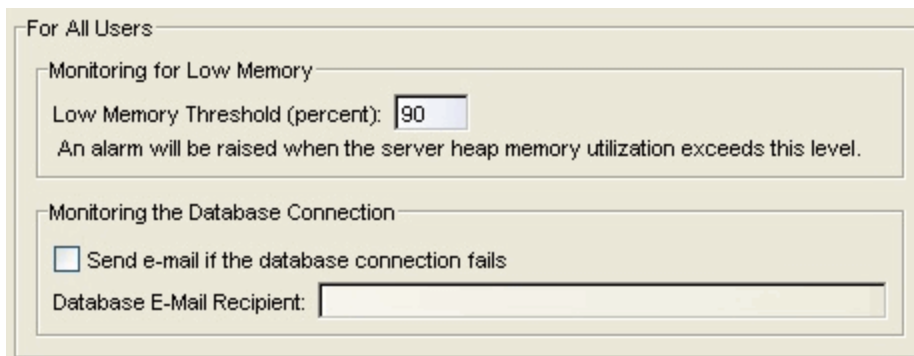 For All Users
Monitoring for Low Memory
Low Memory Threshold (percent): 90
An alarm will be raised when the server heap memory utilization exceeds this level.
Monitoring the Database Connection
Send e-mail if the database connection fails
Database E-Mail Recipient: